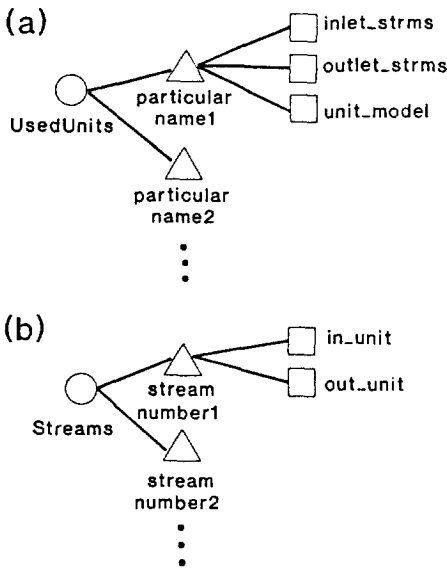 (a)
inlet_strms
outlet_strms
particular
name1
unit_model
UsedUnits
particular
name2
(b)
in_unit
stream
number1
out_unit
Streams
stream
number2